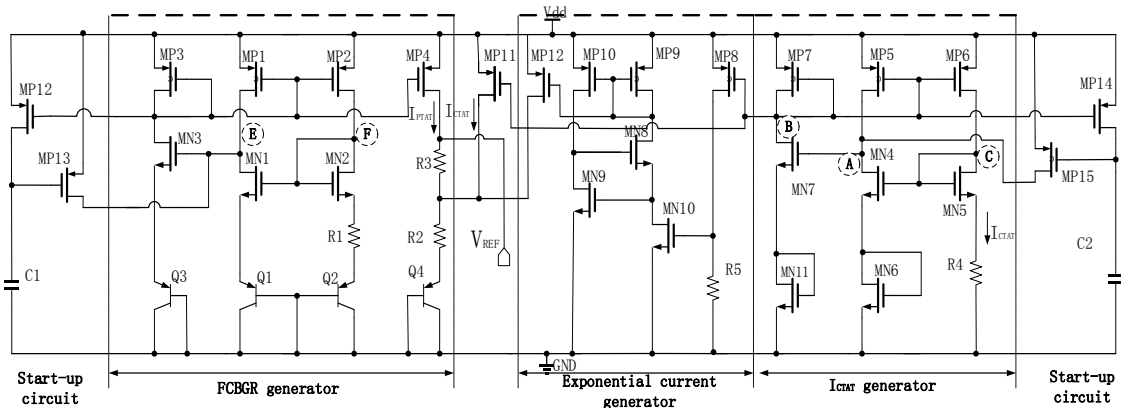 Vdd
MP3
MP1
MP2
MP4
MP11
MP12
MP10
MP9
MP8
MP7
MP5
MP6
MP14
MP12
I_PTAT
I_CTAT
E
F
B
A
C
MN3
MN1
MN2
R3
MN8
MN9
MN10
MN7
MN4
MN5
MP13
MP15
R1
R2
V_REF
R5
I_CTAT
C1
Q3
Q1
Q2
Q4
MN11
MN6
R4
C2
GND
Start-up
circuit
FCBGR generator
Exponential current
generator
I_CTAT generator
Start-up
circuit